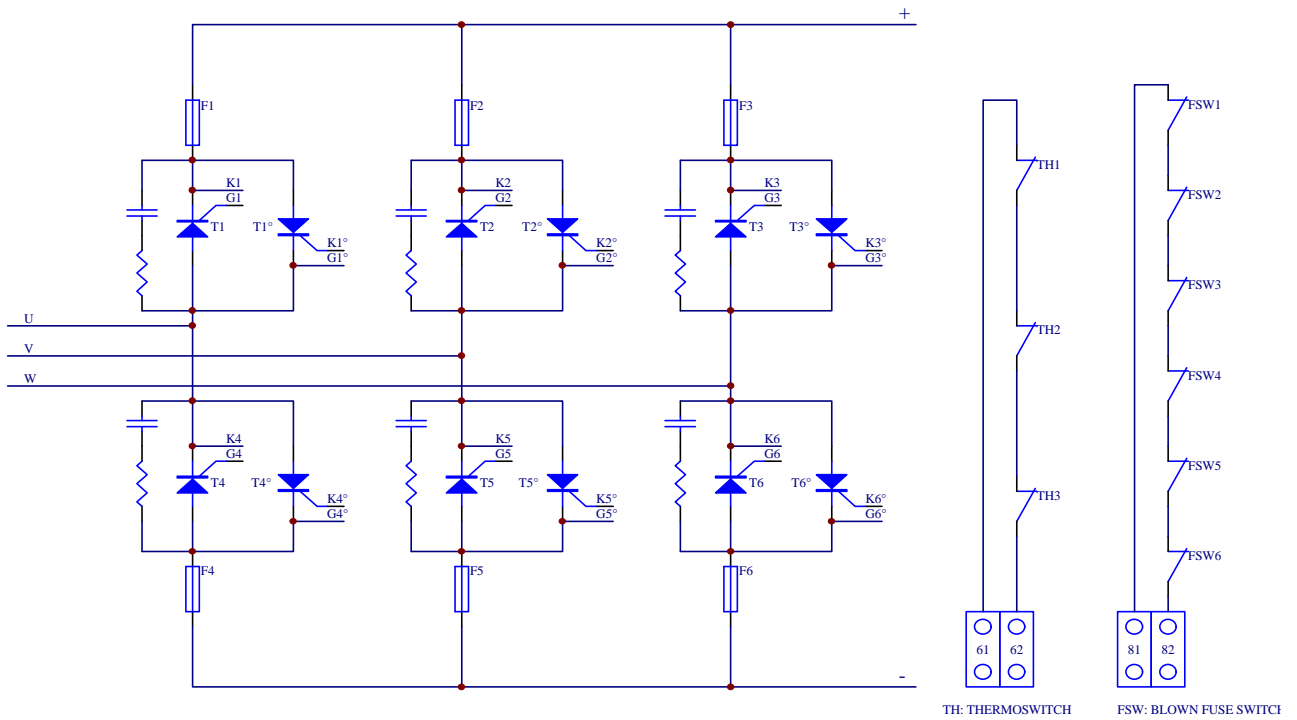 +
F1 F2 F3
FSW1
TH1
K1 K2 K3
G1 G2 G3
FSW2
T1 T1° T2 T2° T3 T3°
K1° K2° K3°
G1° G2° G3°
FSW3
U
TH2
V
W
FSW4
K4 K5 K6
G4 G5 G6
FSW5
T4 T4° T5 T5° T6 T6°
K4° K5° K6°
TH3
G4° G5° G6°
FSW6
F4 F5 F6
61 62 81 82
-
TH: THERMOSWITCH FSW: BLOWN FUSE SWITCH